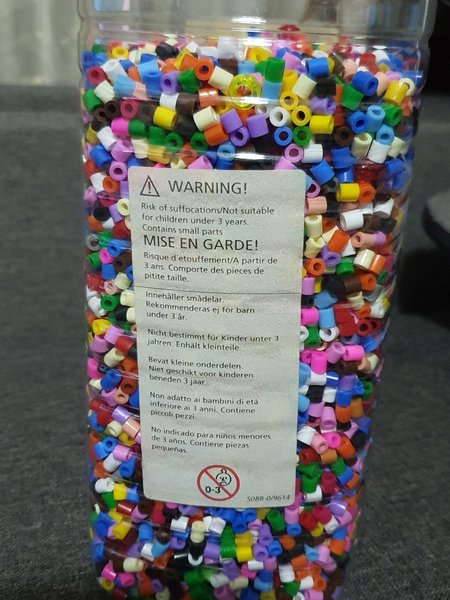 WARNING!
Risk of suffocations/Not suitable
for children under 3 years.
Contains small parts
MISE EN GARDE!
Risque d'etouffement/A partir de
3 ans. Comporte des pieces de
pitite taille.
Innehåller smådelar.
Rekommenderas ej för barn
under 3 år.
Nicht bestimmt für Kinder unter 3
jahren. Enhält kleinteile.
Bevat kleine onderdelen.
Niet geschikt voor kinderen
beneden 3 jaar.
Non adatto ai bambini di età
inferiore ai 3 anni. Contiene
piccoli pezzi.
No indicado para niños menores
de 3 años. Contiene piezas
pequeñas.
0-3
5088-0/9614